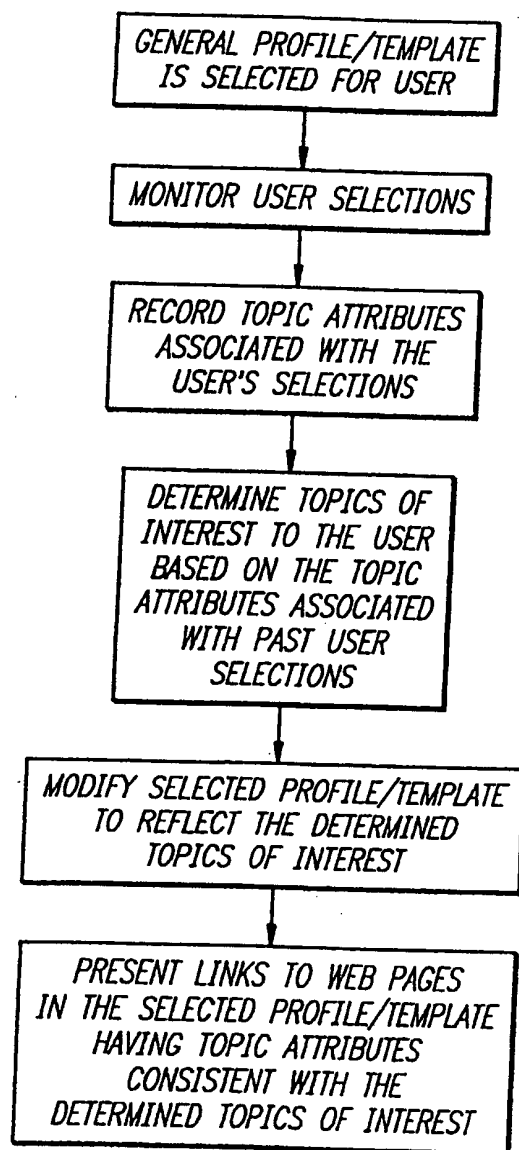 GENERAL PROFILE/TEMPLATE
IS SELECTED FOR USER
MONITOR USER SELECTIONS
RECORD TOPIC ATTRIBUTES
ASSOCIATED WITH THE
USER'S SELECTIONS
DETERMINE TOPICS OF
INTEREST TO THE USER
BASED ON THE TOPIC
ATTRIBUTES ASSOCIATED
WITH PAST USER
SELECTIONS
MODIFY SELECTED PROFILE/TEMPLATE
TO REFLECT THE DETERMINED
TOPICS OF INTEREST
PRESENT LINKS TO WEB PAGES
IN THE SELECTED PROFILE/TEMPLATE
HAVING TOPIC ATTRIBUTES
CONSISTENT WITH THE
DETERMINED TOPICS OF INTEREST